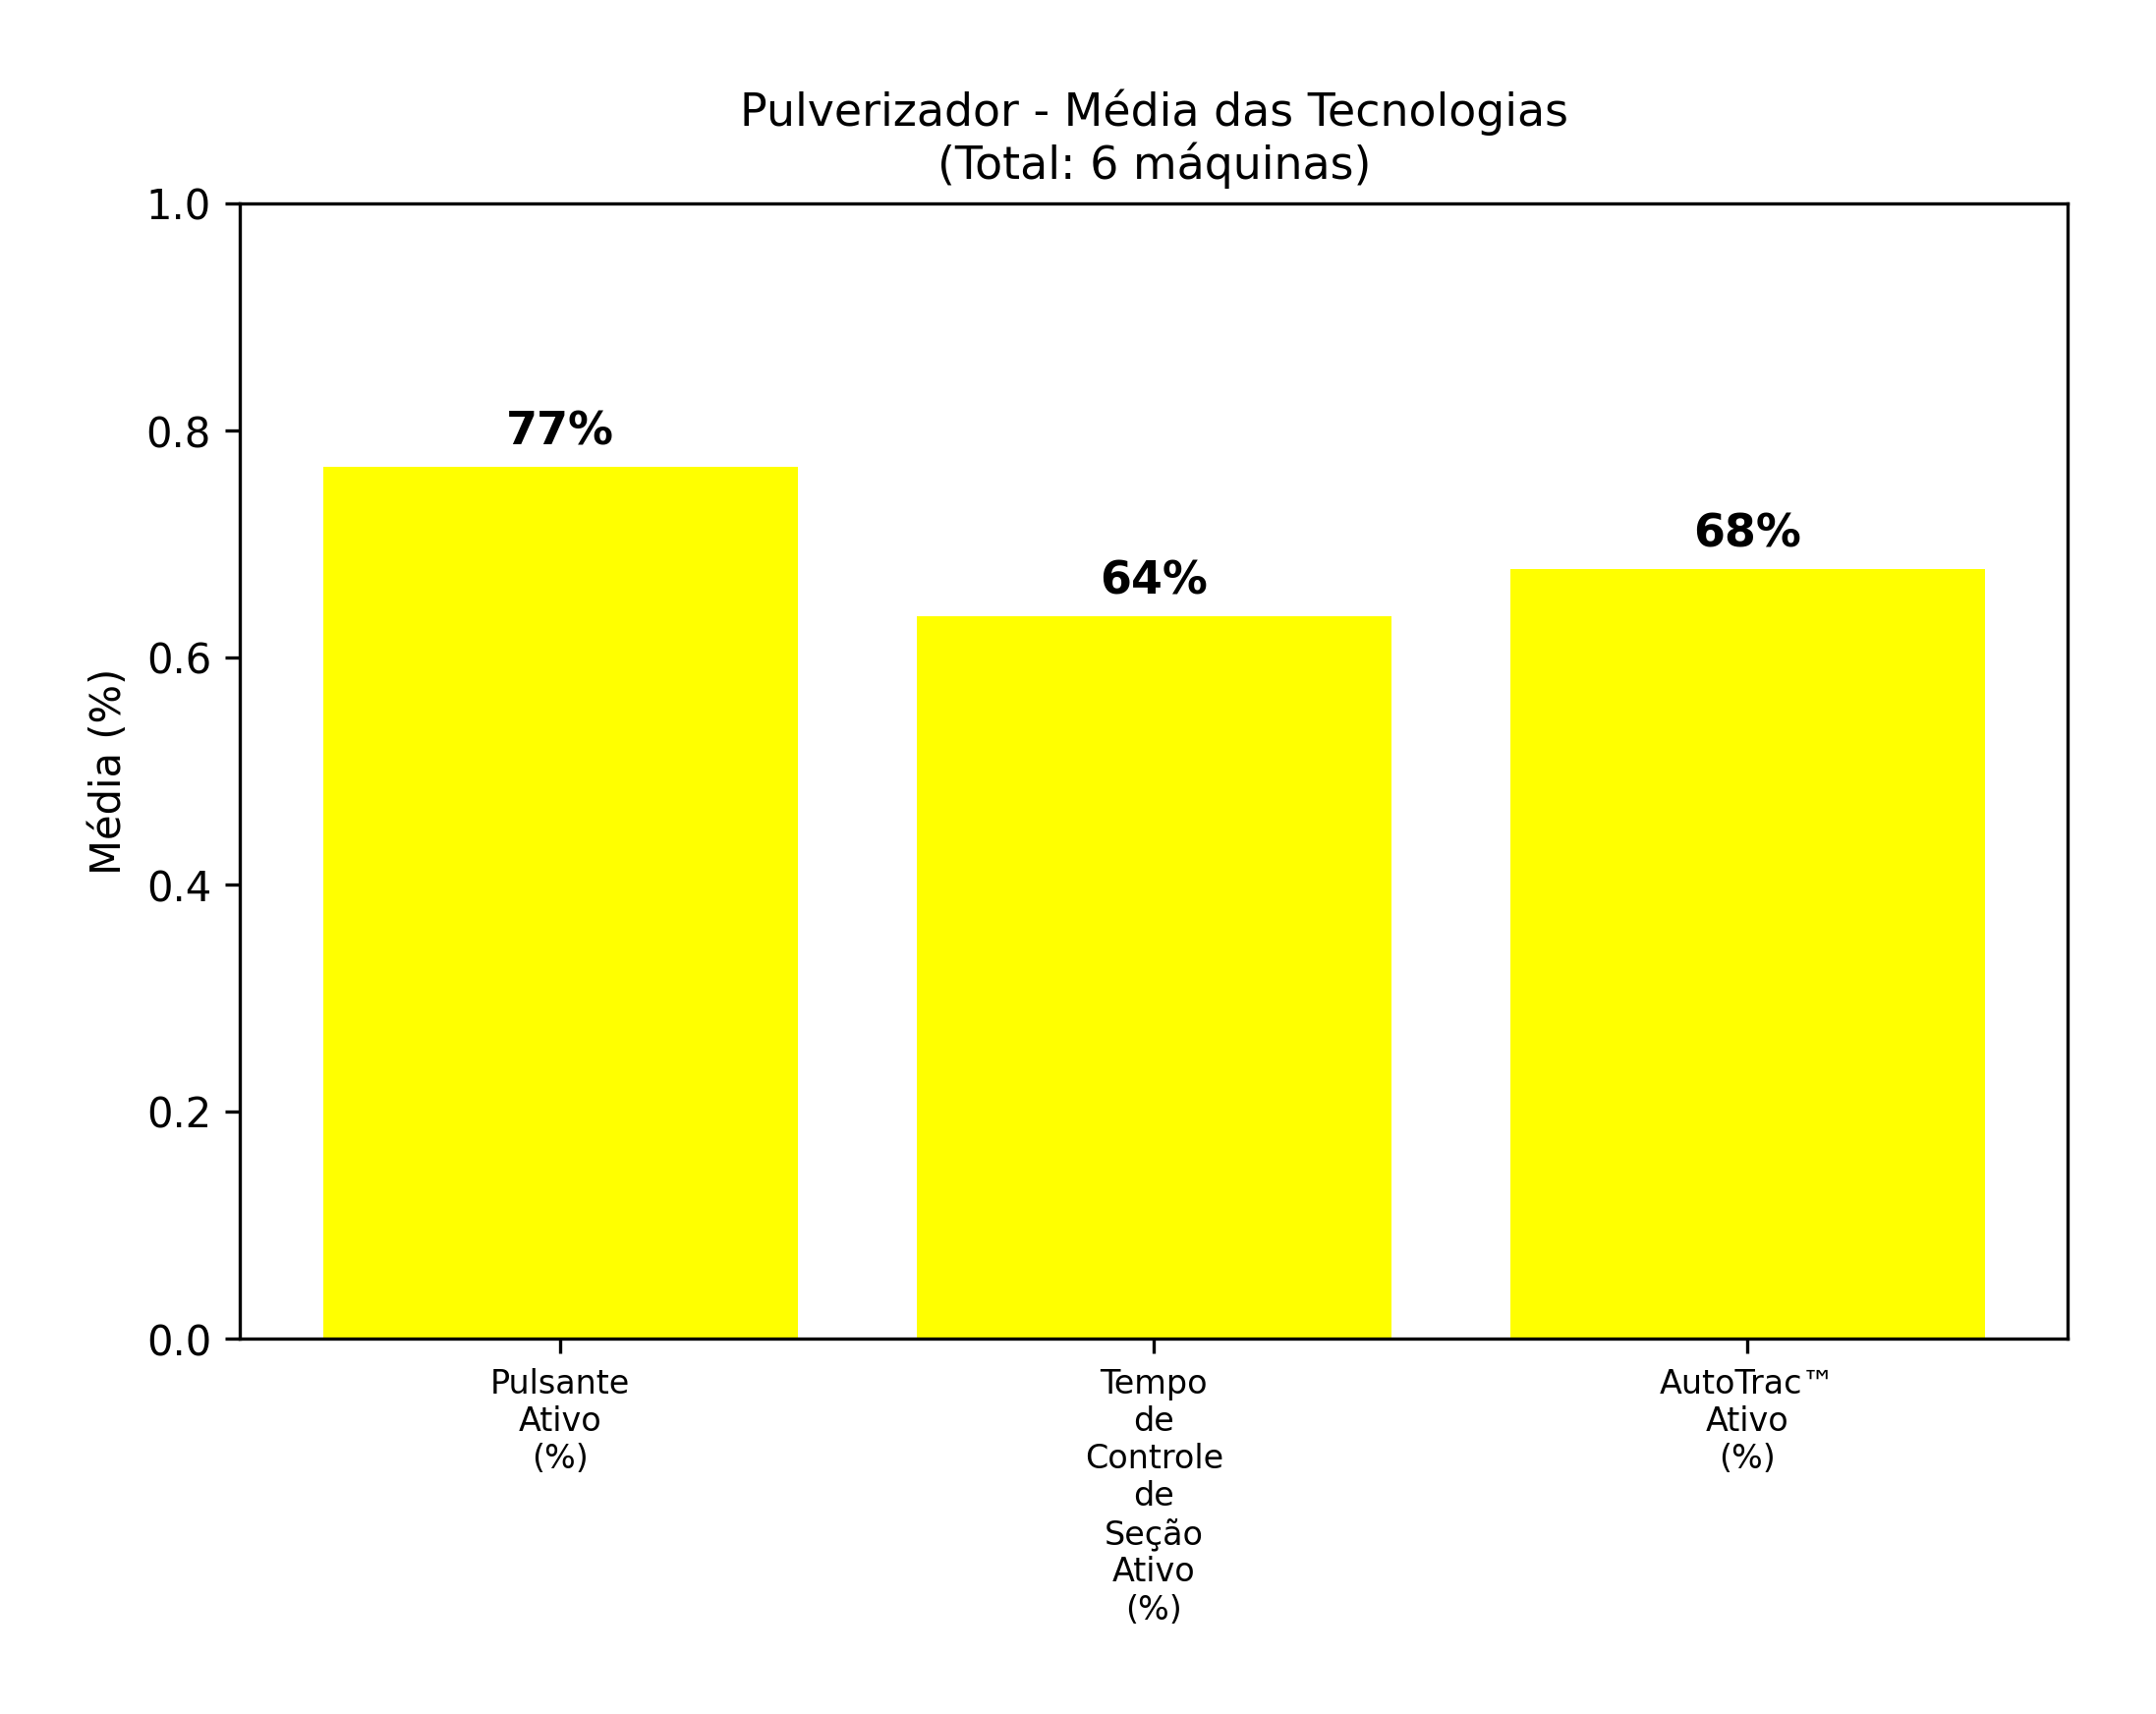 Pulverizador - Média das Tecnologias
(Total: 6 máquinas)
1.0
0.8
0.6
0.4
0.2
0.0
Média (%)
77%
64%
68%
Pulsante
Ativo
(%)
Tempo
de
Controle
de
Seção
Ativo
(%)
AutoTrac™
Ativo
(%)